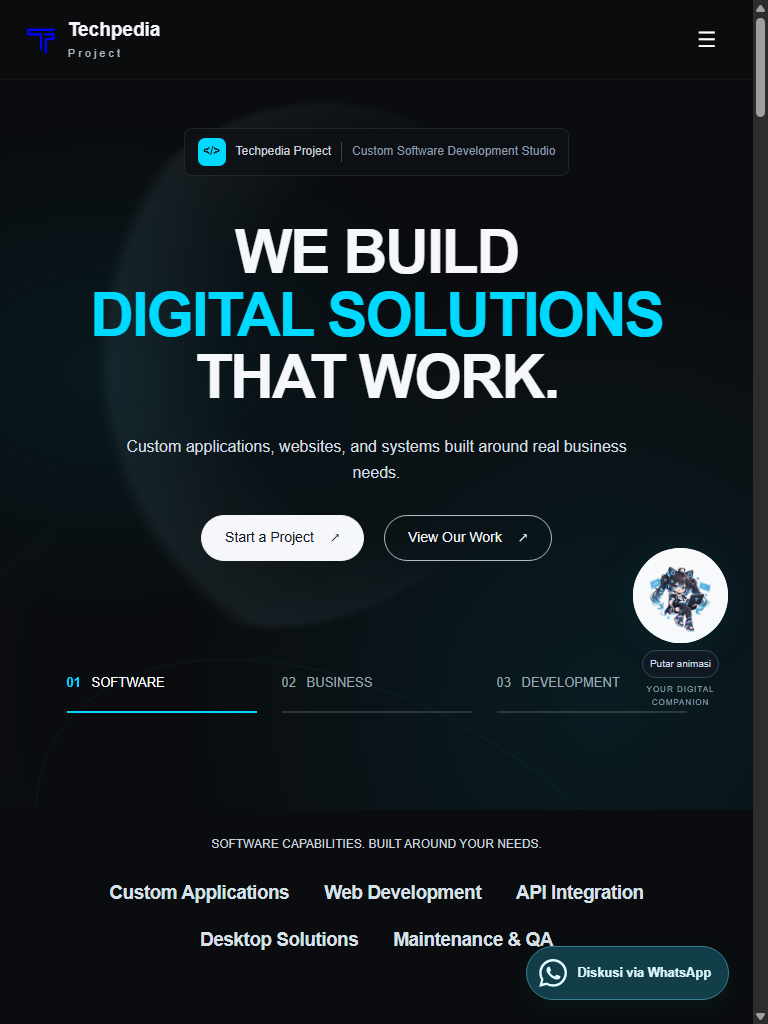 Techpedia
Project
☰
</> Techpedia Project Custom Software Development Studio
WE BUILD
DIGITAL SOLUTIONS
THAT WORK.
Custom applications, websites, and systems built around real business
needs.
Start a Project ↗ View Our Work ↗
Putar animasi
01 SOFTWARE 02 BUSINESS 03 DEVELOPMENT
YOUR DIGITAL
COMPANION
SOFTWARE CAPABILITIES. BUILT AROUND YOUR NEEDS.
Custom Applications Web Development API Integration
Desktop Solutions Maintenance & QA
Diskusi via WhatsApp